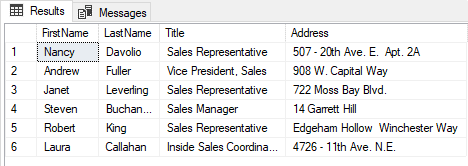 Results Messages
FirstName LastName Title Address
1 Nancy Davolio Sales Representative 507 - 20th Ave. E. Apt. 2A
2 Andrew Fuller Vice President, Sales 908 W. Capital Way
3 Janet Leverling Sales Representative 722 Moss Bay Blvd.
4 Steven Buchan... Sales Manager 14 Garrett Hill
5 Robert King Sales Representative Edgeham Hollow Winchester Way
6 Laura Callahan Inside Sales Coordina... 4726 - 11th Ave. N.E.